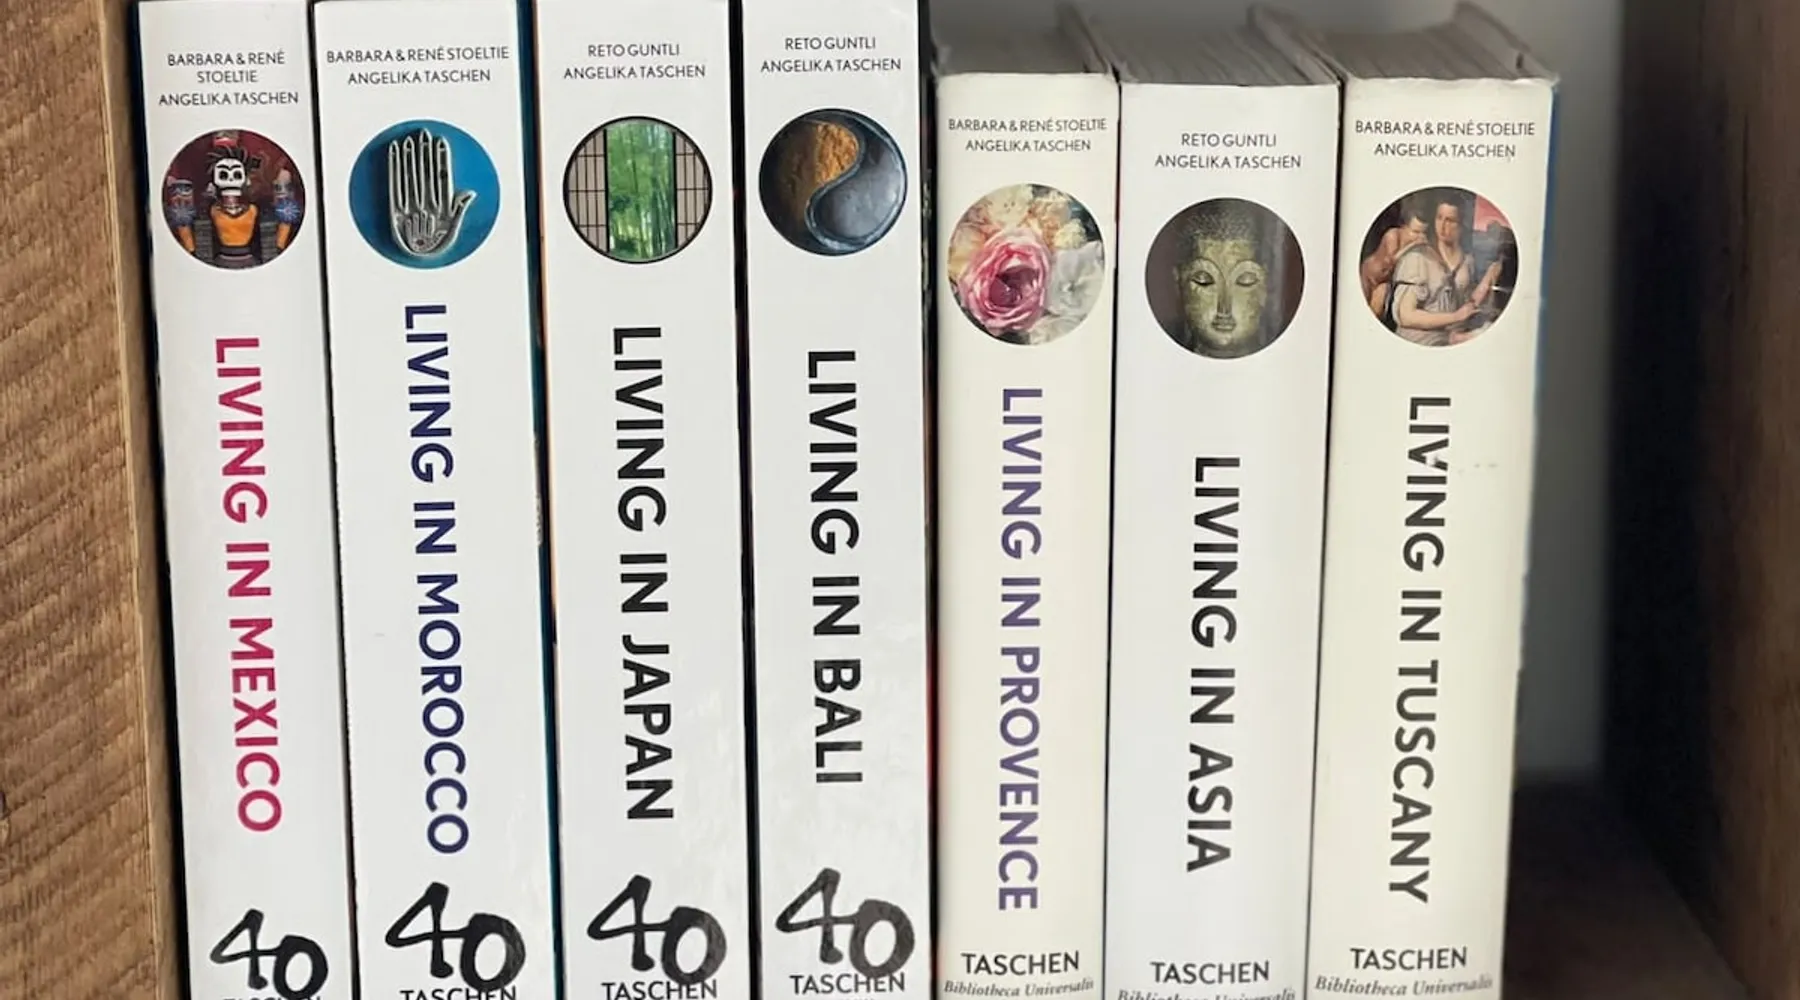 BARBARA & RENÉ
STOELTIE
ANGELIKA TASCHEN
LIVING IN MEXICO
40
TASCHEN
BARBARA & RENÉ STOELTIE
ANGELIKA TASCHEN
LIVING IN MOROCCO
40
TASCHEN
RETO GUNTLI
ANGELIKA TASCHEN
LIVING IN JAPAN
40
TASCHEN
RETO GUNTLI
ANGELIKA TASCHEN
LIVING IN BALI
40
TASCHEN
BARBARA & RENÉ STOELTIE
ANGELIKA TASCHEN
LIVING IN PROVENCE
TASCHEN
Bibliotheca Universalis
RETO GUNTLI
ANGELIKA TASCHEN
LIVING IN ASIA
TASCHEN
Bibliotheca Universalis
BARBARA & RENÉ STOELTIE
ANGELIKA TASCHEN
LIVING IN TUSCANY
TASCHEN
Bibliotheca Universalis